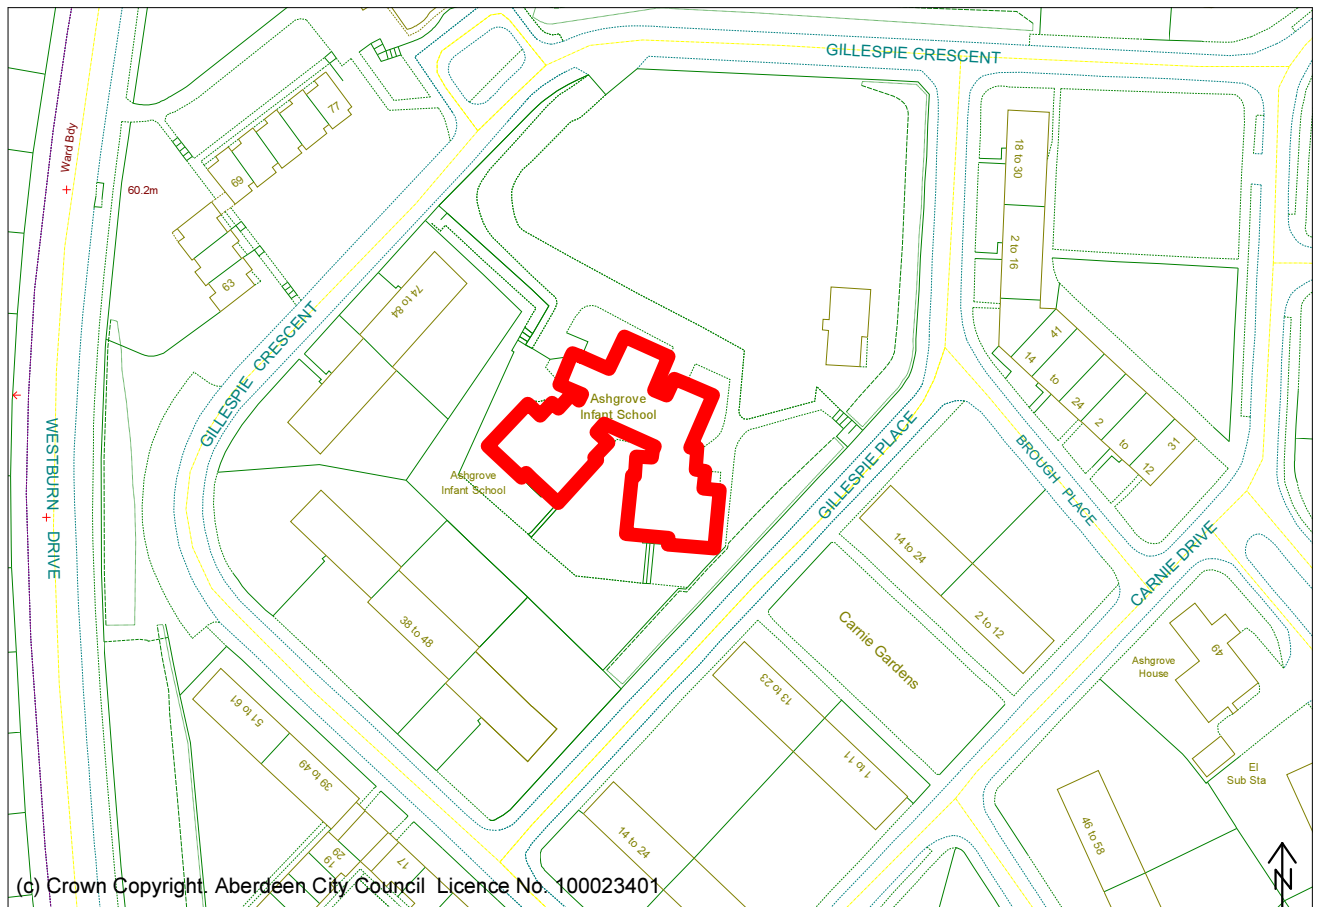 GILLESPIE CRESCENT
77
Ward Bdy
69
60.2m
63
18 to 30
2 to 16
74 to 84
GILLESPIE CRESCENT
41
14
to
24
2
to
12
31
Ashgrove
Infant School
Ashgrove
Infant School
WESTBURN DRIVE
GILLESPIE PLACE
BROUGH PLACE
CARNIE DRIVE
14 to 24
2 to 12
Carnie Gardens
38 to 48
49
Ashgrove
House
13 to 23
1 to 11
51 to 61
39 to 49
El
Sub Sta
46 to 58
14 to 24
29
19
17
N
(c) Crown Copyright. Aberdeen City Council Licence No. 100023401